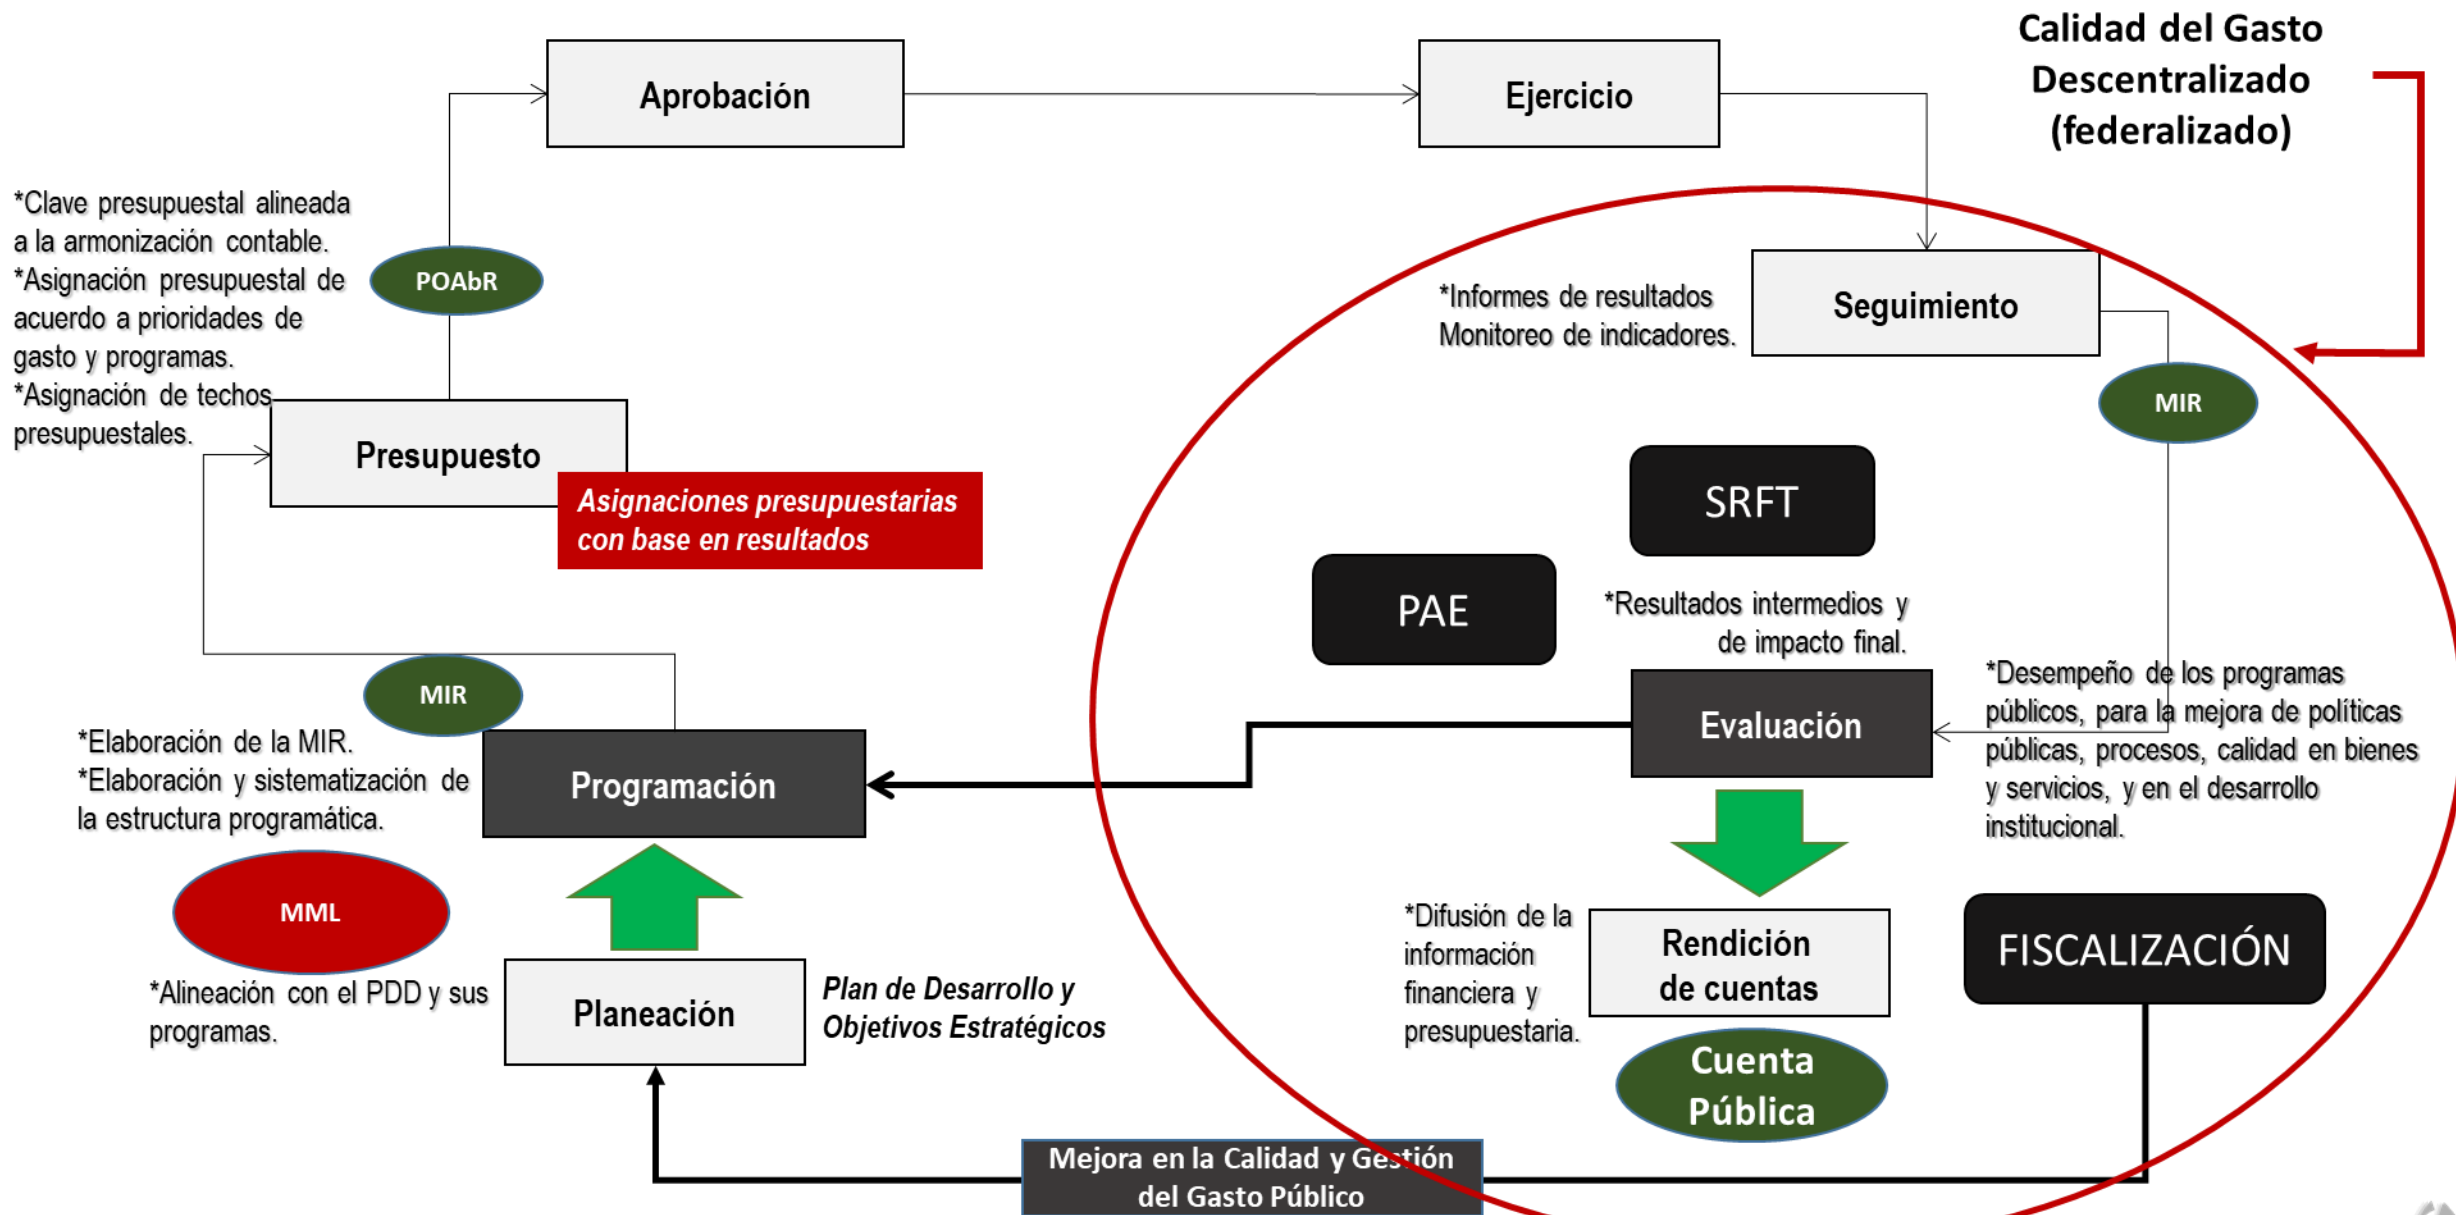 Calidad del Gasto
Descentralizado
(federalizado)
Aprobación
Ejercicio
*Clave presupuestal alineada
a la armonización contable.
*Asignación presupuestal de
acuerdo a prioridades de
gasto y programas.
*Asignación de techos
presupuestales.
POAbR
Seguimiento
*Informes de resultados
Monitoreo de indicadores.
MIR
Presupuesto
Asignaciones presupuestarias
con base en resultados
SRFT
PAE
*Resultados intermedios y
de impacto final.
MIR
*Elaboración de la MIR.
*Elaboración y sistematización de
la estructura programática.
Programación
Evaluación
*Desempeño de los programas
públicos, para la mejora de políticas
públicas, procesos, calidad en bienes
y servicios, y en el desarrollo
institucional.
MML
*Alineación con el PDD y sus
programas.
Planeación
Plan de Desarrollo y
Objetivos Estratégicos
*Difusión de la
información
financiera y
presupuestaria.
Rendición
de cuentas
FISCALIZACIÓN
Cuenta
Pública
Mejora en la Calidad y Gestión
del Gasto Público